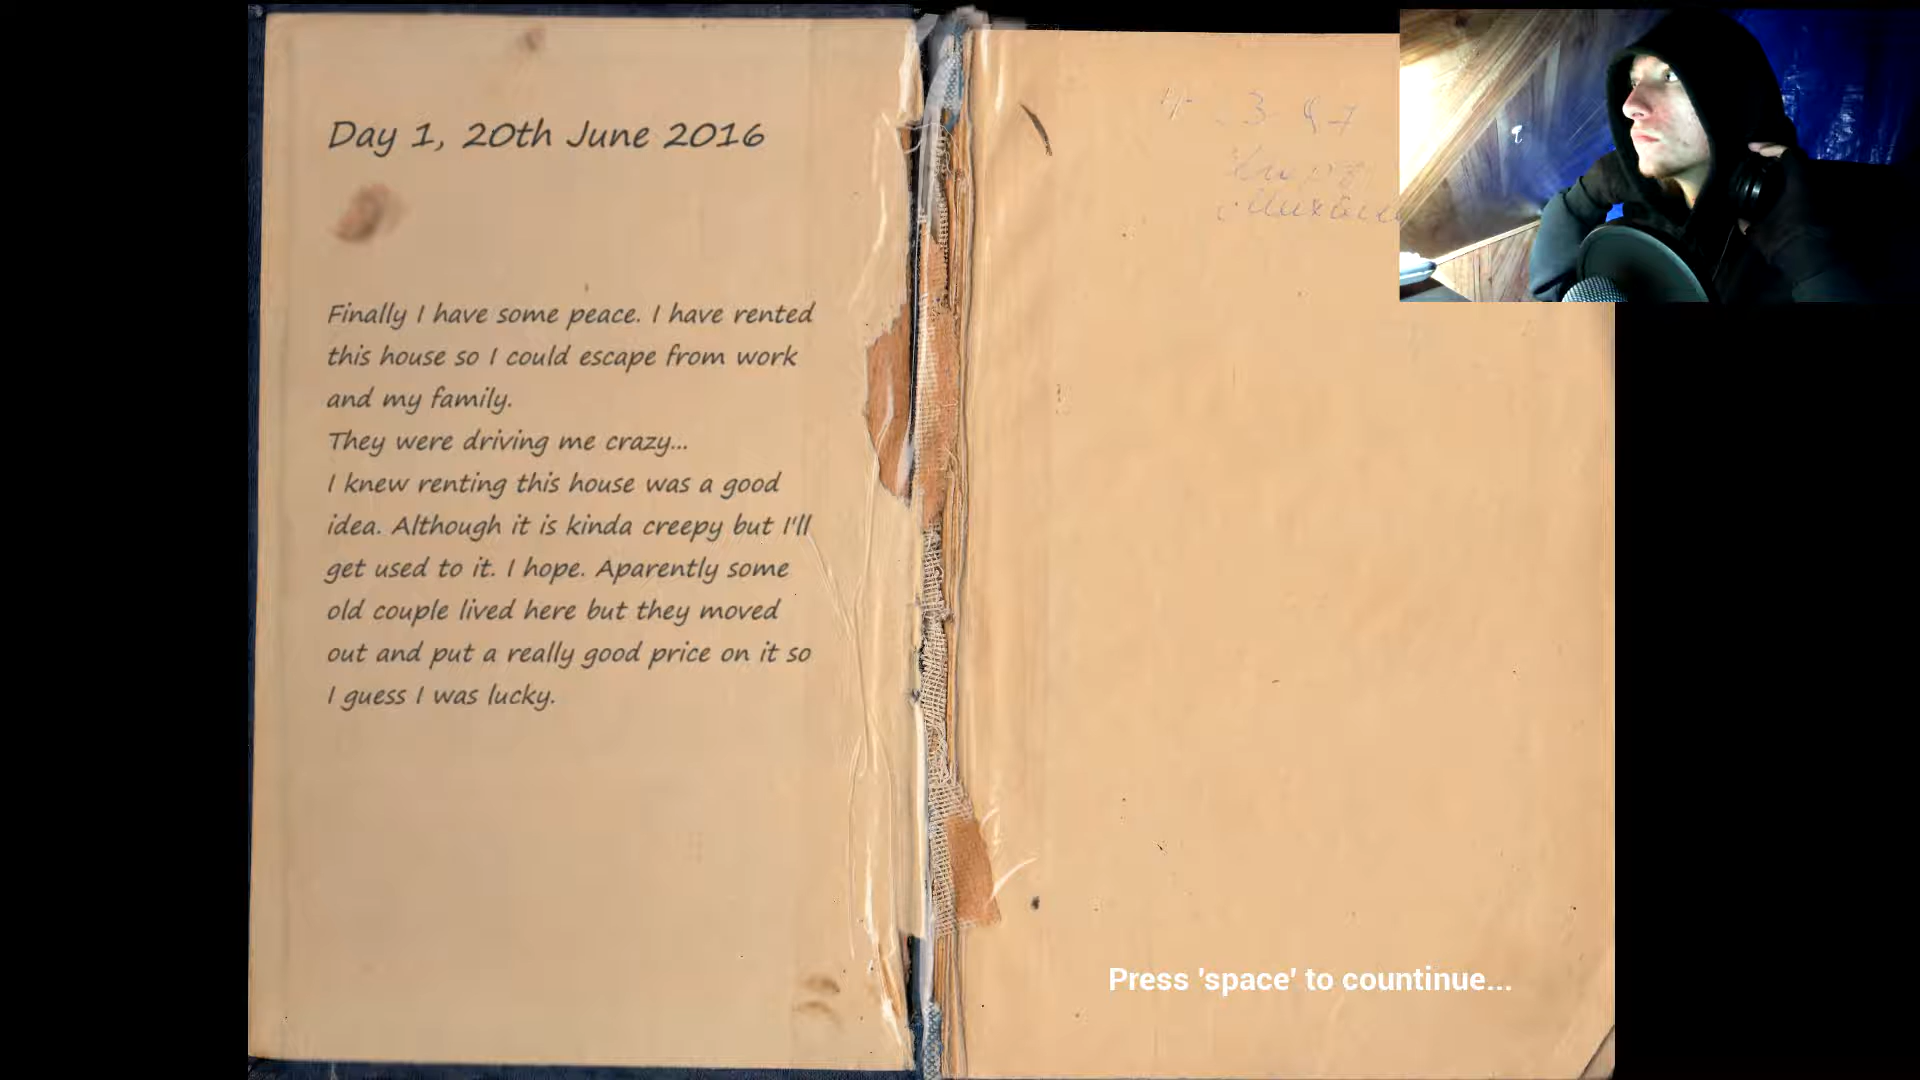 Day 1, 20th June 2016
Finally I have some peace. I have rented
this house so I could escape from work
and my family.
They were driving me crazy...
I knew renting this house was a good
idea. Although it is kinda creepy but I'll
get used to it. I hope. Aparently some
old couple lived here but they moved
out and put a really good price on it so
I guess I was lucky.
Press 'space' to countinue...